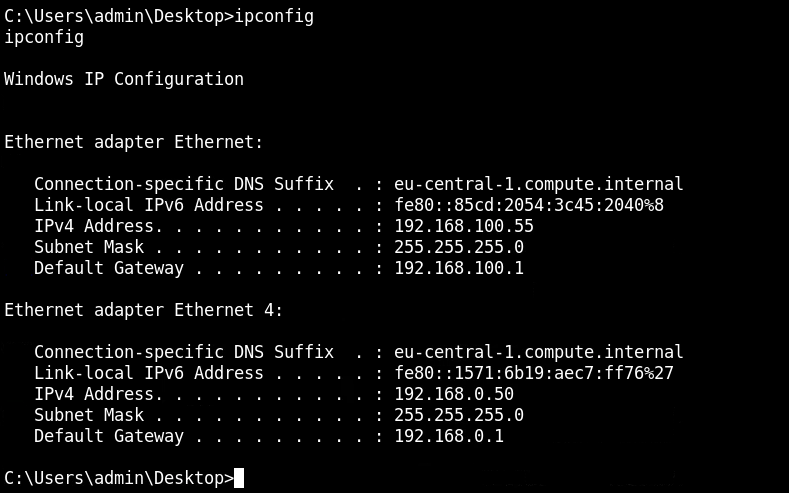 C:\Users\admin\Desktop>ipconfig
ipconfig
Windows IP Configuration
Ethernet adapter Ethernet:
Connection-specific DNS Suffix  . : eu-central-1.compute.internal
Link-local IPv6 Address . . . . . : fe80::85cd:2054:3c45:2040%8
IPv4 Address. . . . . . . . . . . : 192.168.100.55
Subnet Mask . . . . . . . . . . . : 255.255.255.0
Default Gateway . . . . . . . . . : 192.168.100.1
Ethernet adapter Ethernet 4:
Connection-specific DNS Suffix  . : eu-central-1.compute.internal
Link-local IPv6 Address . . . . . : fe80::1571:6b19:aec7:ff76%27
IPv4 Address. . . . . . . . . . . : 192.168.0.50
Subnet Mask . . . . . . . . . . . : 255.255.255.0
Default Gateway . . . . . . . . . : 192.168.0.1
C:\Users\admin\Desktop>